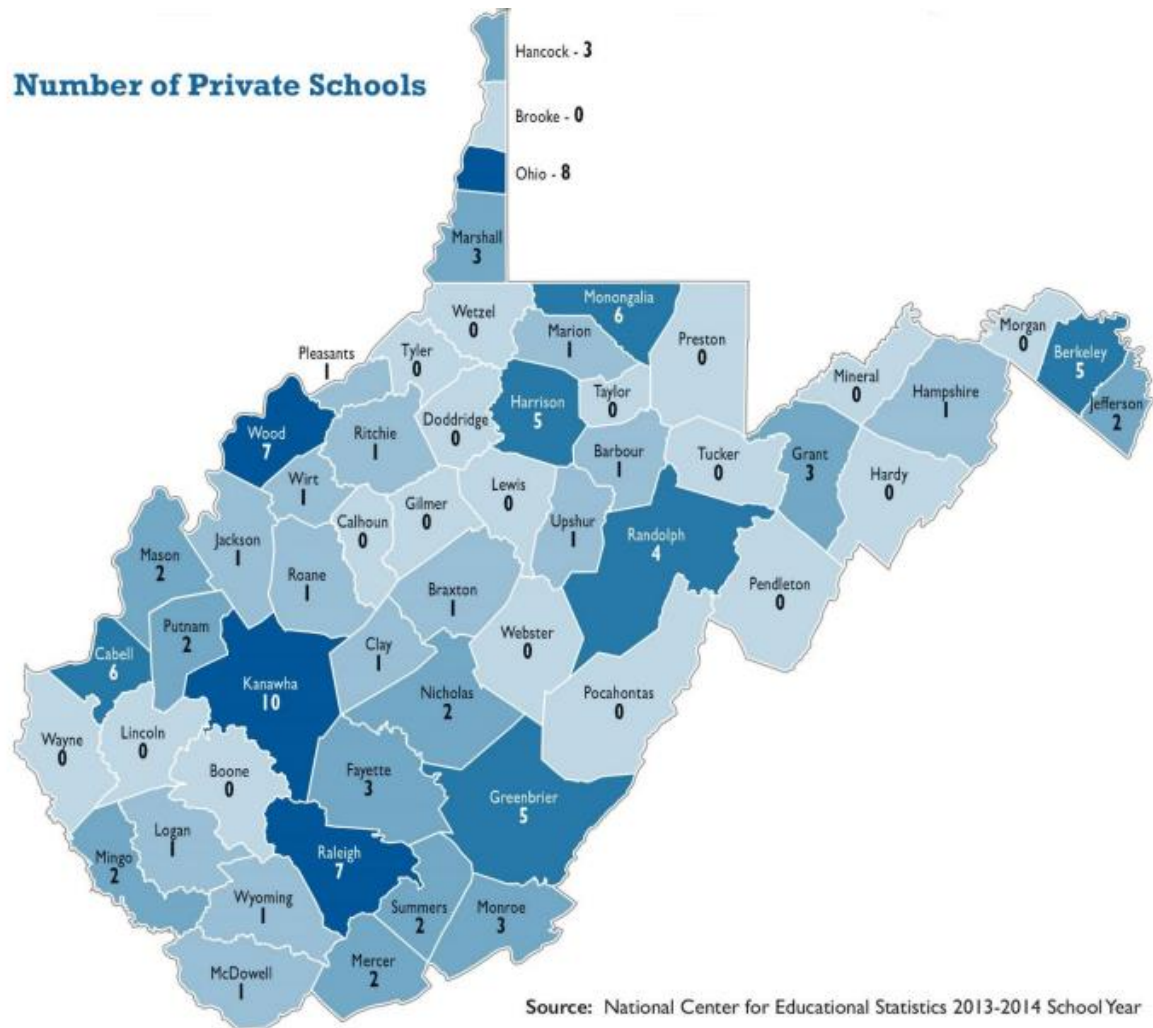 Number of Private Schools
Hancock - 3
Brooke - 0
Ohio - 8
Marshall
3
Wetzel
0
Monongalia
6
Marion
1
Preston
0
Morgan
0
Berkeley
5
Jefferson
2
Mineral
0
Hampshire
1
Pleasants
1
Tyler
0
Doddridge
0
Harrison
5
Taylor
0
Wood
7
Ritchie
1
Barbour
1
Tucker
0
Grant
3
Hardy
0
Wirt
1
Calhoun
0
Gilmer
0
Lewis
0
Upshur
1
Randolph
4
Pendleton
0
Mason
2
Jackson
1
Roane
1
Braxton
1
Webster
0
Pocahontas
0
Cabell
6
Putnam
2
Kanawha
10
Clay
1
Nicholas
2
Wayne
0
Lincoln
0
Boone
0
Fayette
3
Greenbrier
5
Mingo
2
Logan
1
Raleigh
7
Wyoming
1
Summers
2
Monroe
3
McDowell
1
Mercer
2
Source: National Center for Educational Statistics 2013-2014 School Year